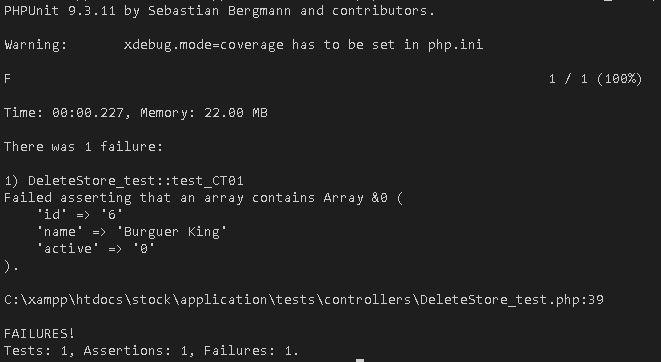 PHPUnit 9.3.11 by Sebastian Bergmann and contributors.
Warning:       xdebug.mode=coverage has to be set in php.ini
F                                                                   1 / 1 (100%)
Time: 00:00.227, Memory: 22.00 MB
There was 1 failure:
1) DeleteStore_test::test_CT01
Failed asserting that an array contains Array &0 (
    'id' => '6'
    'name' => 'Burguer King'
    'active' => '0'
).
C:\xampp\htdocs\stock\application\tests\controllers\DeleteStore_test.php:39
FAILURES!
Tests: 1, Assertions: 1, Failures: 1.